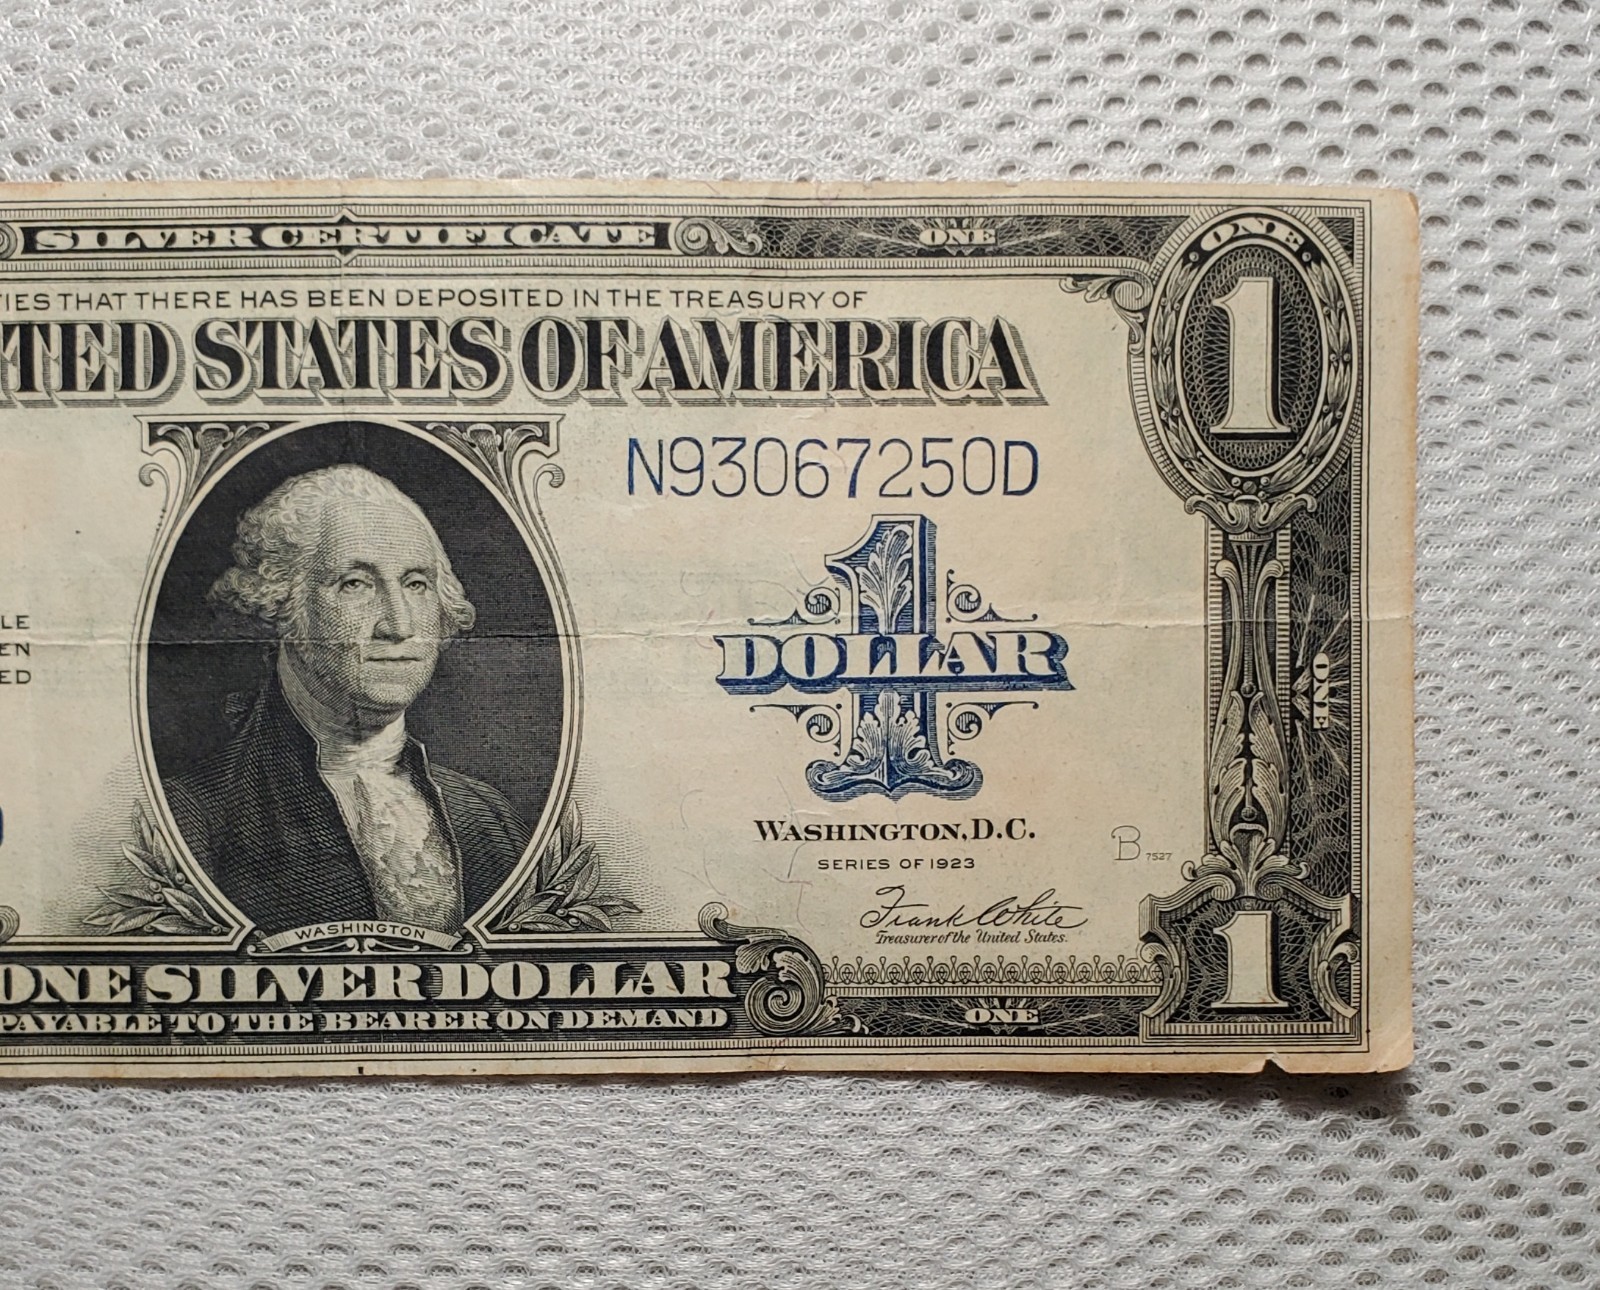 SILVER CERTIFICATE
ONE
ONE
1
TIES THAT THERE HAS BEEN DEPOSITED IN THE TREASURY OF
TED STATES OF AMERICA
N93067250D
1
DOLLAR
LE
EN
ED
ONE
WASHINGTON, D.C.
SERIES OF 1923
B 7527
Frank White
Treasurer of the United States.
WASHINGTON
ONE SILVER DOLLAR
PAYABLE TO THE BEARER ON DEMAND
ONE
1